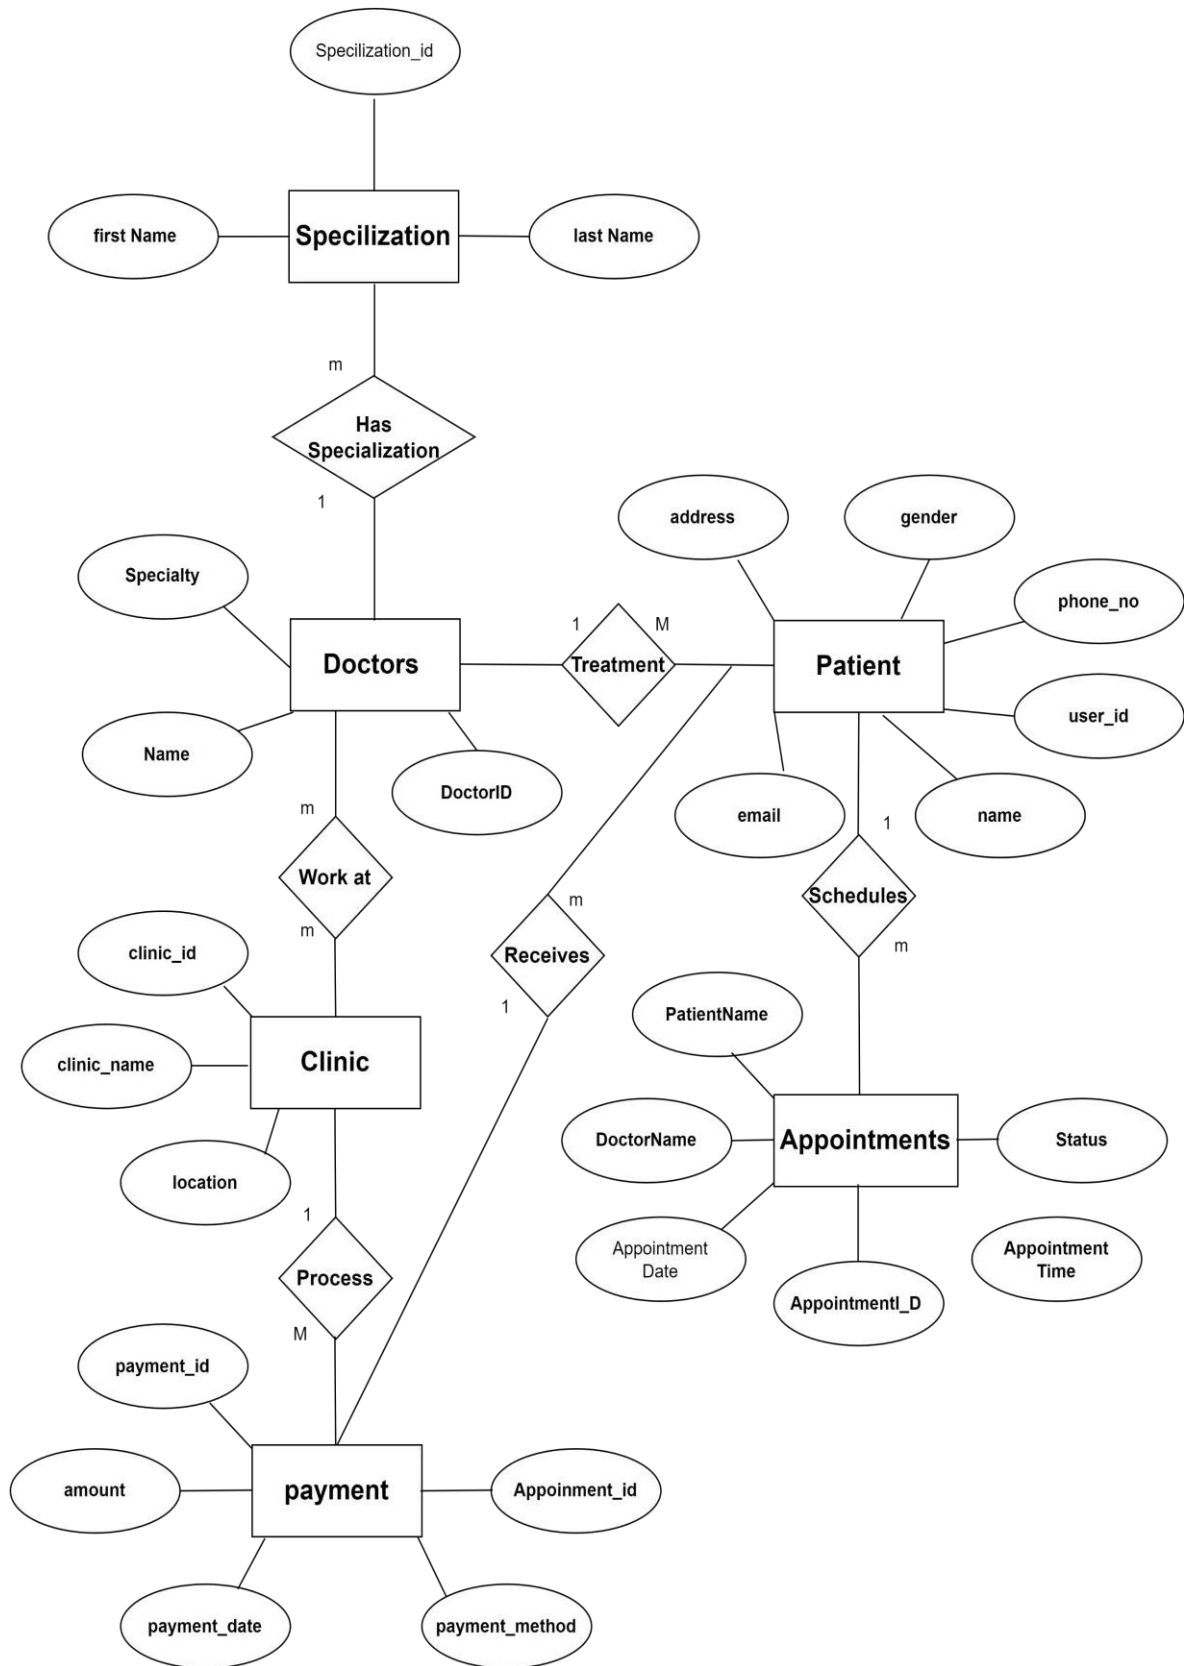 Specilization_id
first Name
Specilization
last Name
m
Has
Specialization
1
address
gender
Specialty
phone_no
Doctors
1
M
Treatment
Patient
user_id
Name
DoctorID
email
name
m
1
Work at
Schedules
m
m
m
Receives
clinic_id
1
PatientName
clinic_name
Clinic
DoctorName
Appointments
Status
location
1
Appointment
Date
Appointment
Time
Process
AppointmentI_D
M
payment_id
amount
payment
Appoinment_id
payment_date
payment_method